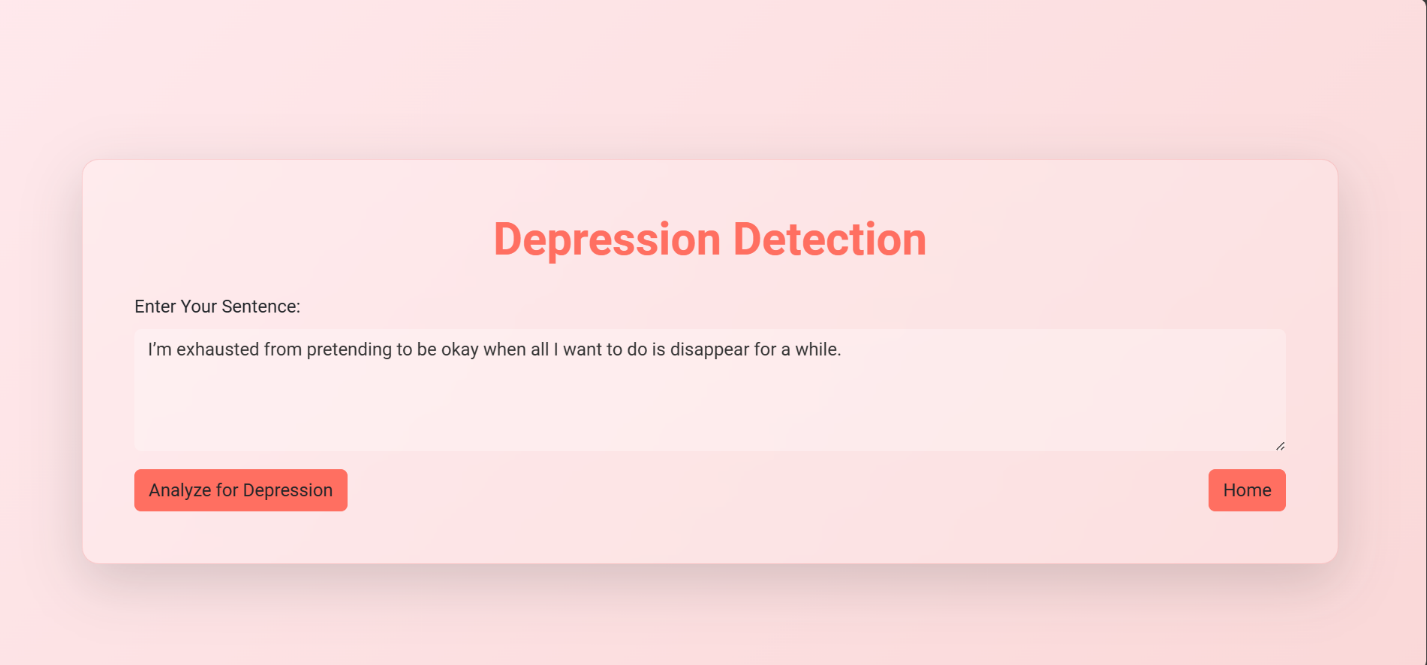 Depression Detection
Enter Your Sentence:
I’m exhausted from pretending to be okay when all I want to do is disappear for a while.
Analyze for Depression
Home